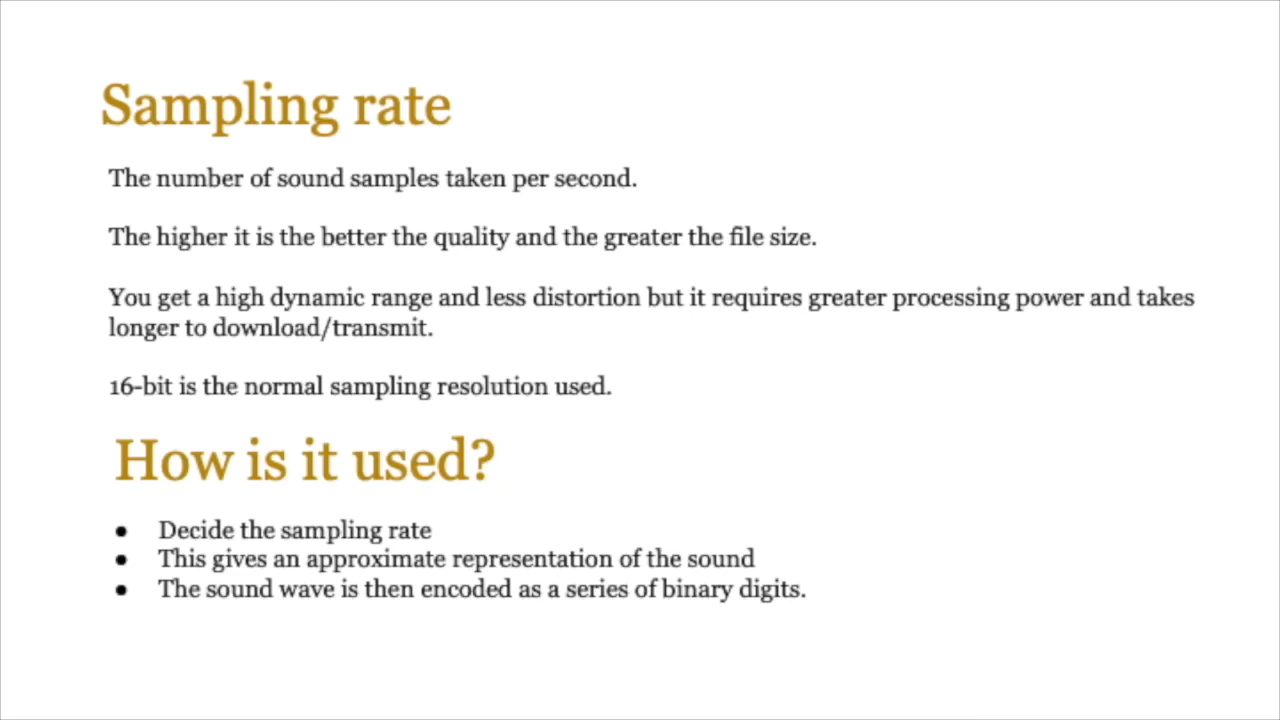 Sampling rate
The number of sound samples taken per second.
The higher it is the better the quality and the greater the file size.
You get a high dynamic range and less distortion but it requires greater processing power and takes
longer to download/transmit.
16-bit is the normal sampling resolution used.
How is it used?
● Decide the sampling rate
● This gives an approximate representation of the sound
● The sound wave is then encoded as a series of binary digits.